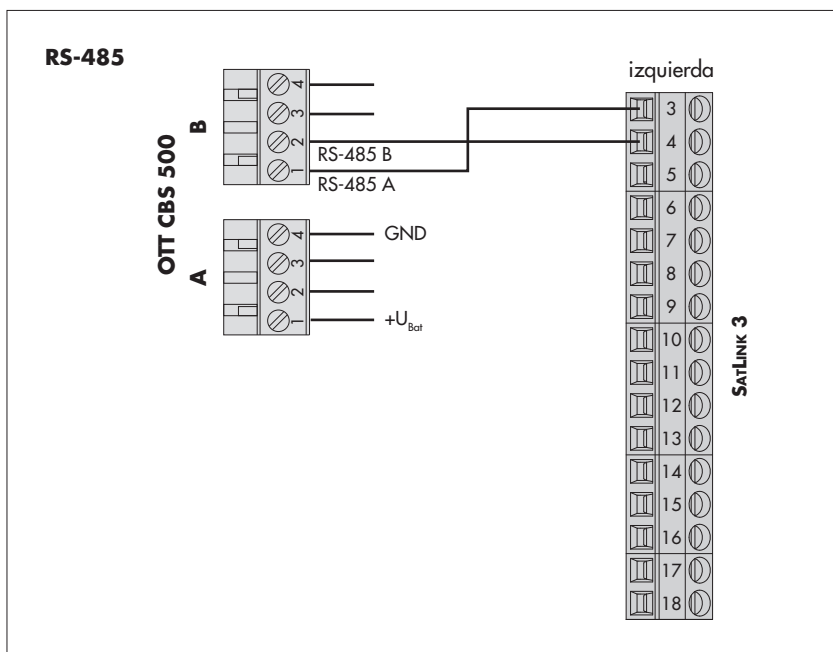 RS-485
izquierda
OTT CBS 500
B
4
3
2
1
RS-485 B
RS-485 A
A
4
3
2
1
GND
+UBat
3
4
5
6
7
8
9
10
11
12
13
14
15
16
17
18
SATLINK 3